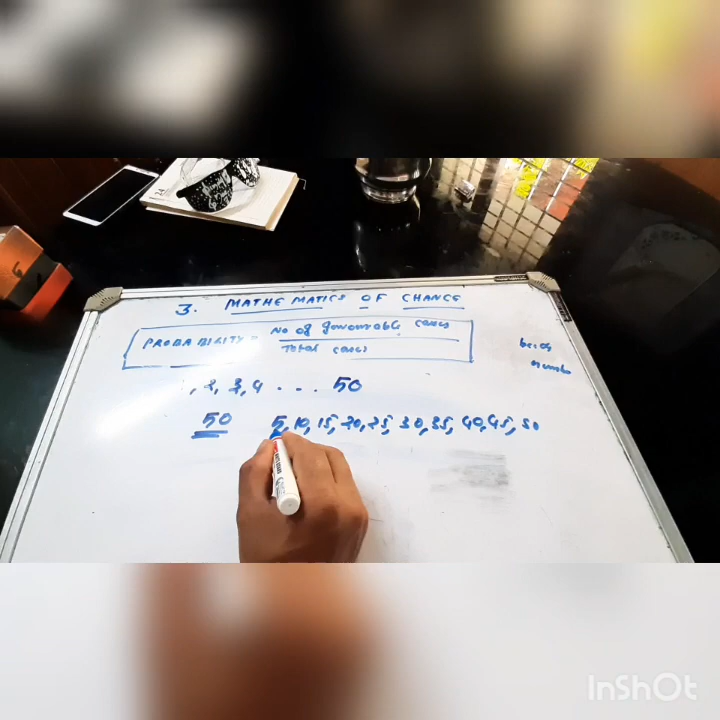 3. MATHEMATICS OF CHANCE
PROBABILITY = No of favourable cases
Total cases
, 2, 3, 4 . . . 50
50 5, 10, 15, 20, 25, 30, 35, 40, 45, 50
InShOt